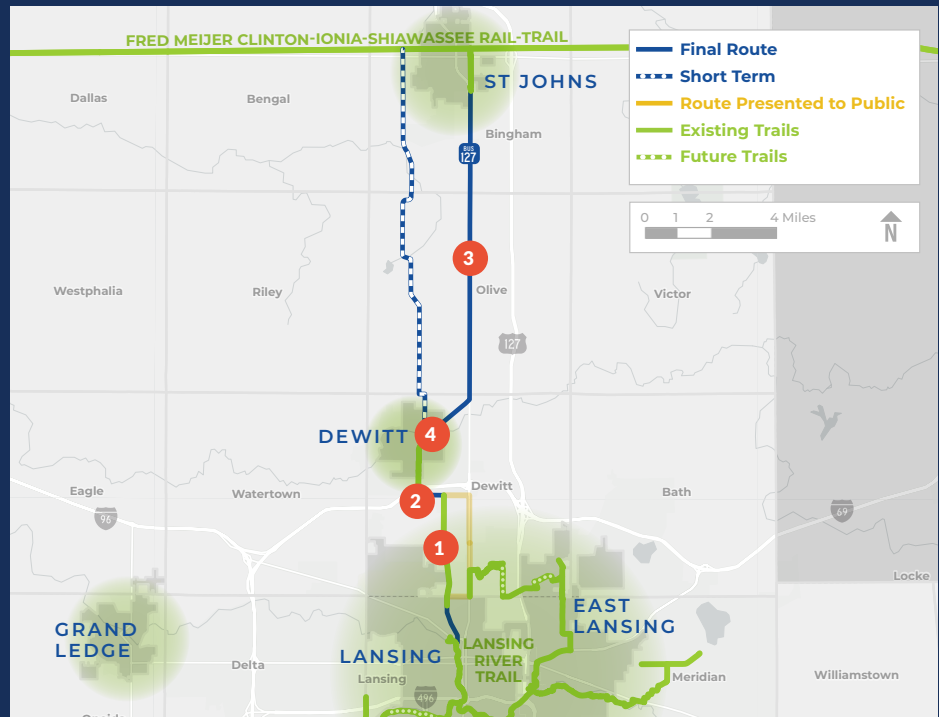 FRED MEIJER CLINTON-IONIA-SHIAWASSEE RAIL-TRAIL
Final Route
Short Term
Route Presented to Public
Existing Trails
Future Trails
0 1 2 4 Miles
N
ST JOHNS
Dallas
Bengal
Bingham
BUS
127
3
Westphalia
Riley
Olive
Victor
127
DEWITT
4
Eagle
Watertown
2
Dewitt
Bath
96
69
1
Locke
GRAND
LEDGE
EAST
LANSING
LANSING
LANSING
RIVER
TRAIL
Delta
Lansing
Meridian
Williamstown
496